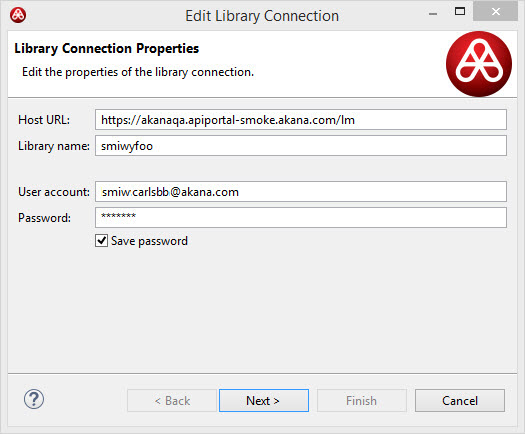 Edit Library Connection
Library Connection Properties
Edit the properties of the library connection.
Host URL: https://akanaqa.apiportal-smoke.akana.com/lm
Library name: smiwyfoo
User account: smiw.carlsbb@akana.com
Password: *******
Save password
? < Back Next > Finish Cancel